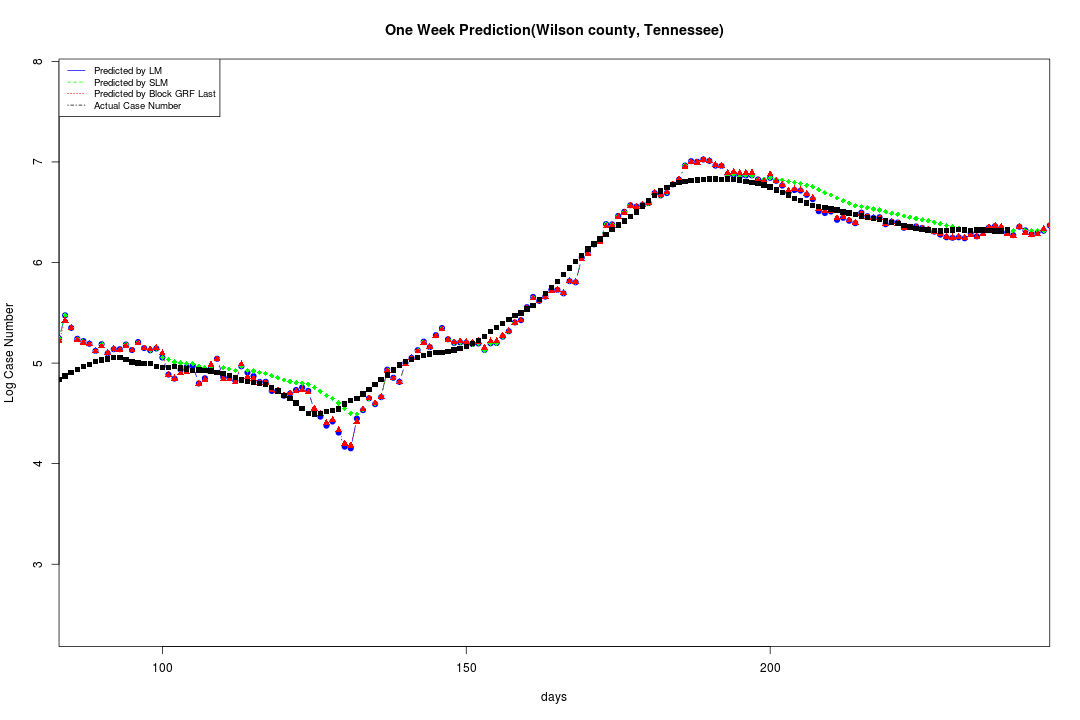 One Week Prediction(Wilson county, Tennessee)
Predicted by LM
Predicted by SLM
Predicted by Block GRF Last
Actual Case Number
8
7
6
5
4
3
Log Case Number
100
150
200
days